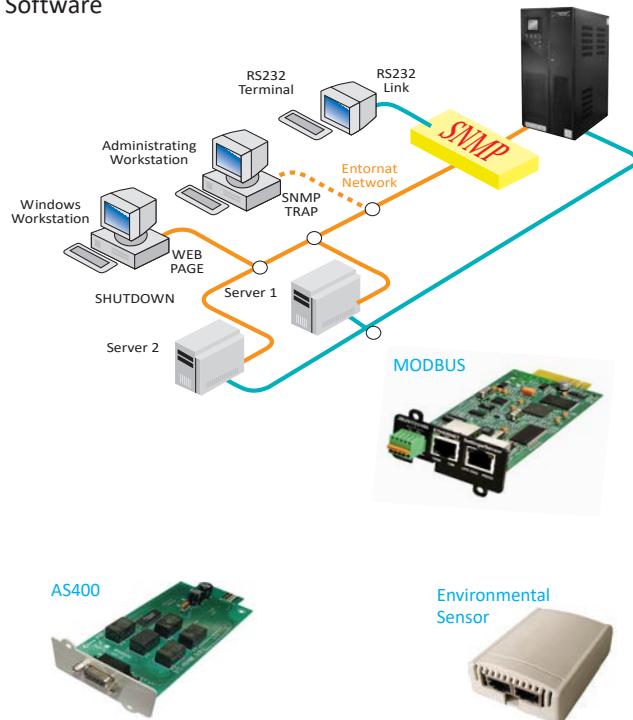 Software
RS232
Terminal
RS232
Link
SNMP
Administrating
Workstation
Entornat
Network
SNMP
TRAP
Windows
Workstation
WEB
PAGE
SHUTDOWN
Server 1
Server 2
MODBUS
AS400
Environmental
Sensor